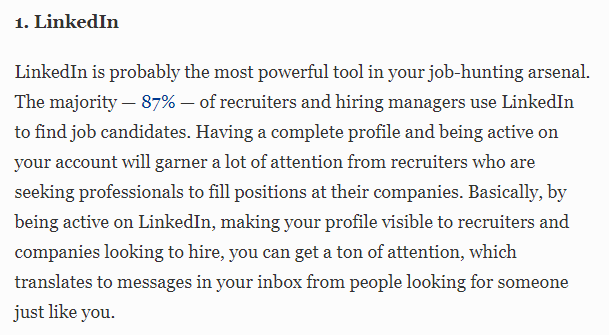 1. LinkedIn
LinkedIn is probably the most powerful tool in your job-hunting arsenal.
The majority — 87% — of recruiters and hiring managers use LinkedIn
to find job candidates. Having a complete profile and being active on
your account will garner a lot of attention from recruiters who are
seeking professionals to fill positions at their companies. Basically, by
being active on LinkedIn, making your profile visible to recruiters and
companies looking to hire, you can get a ton of attention, which
translates to messages in your inbox from people looking for someone
just like you.